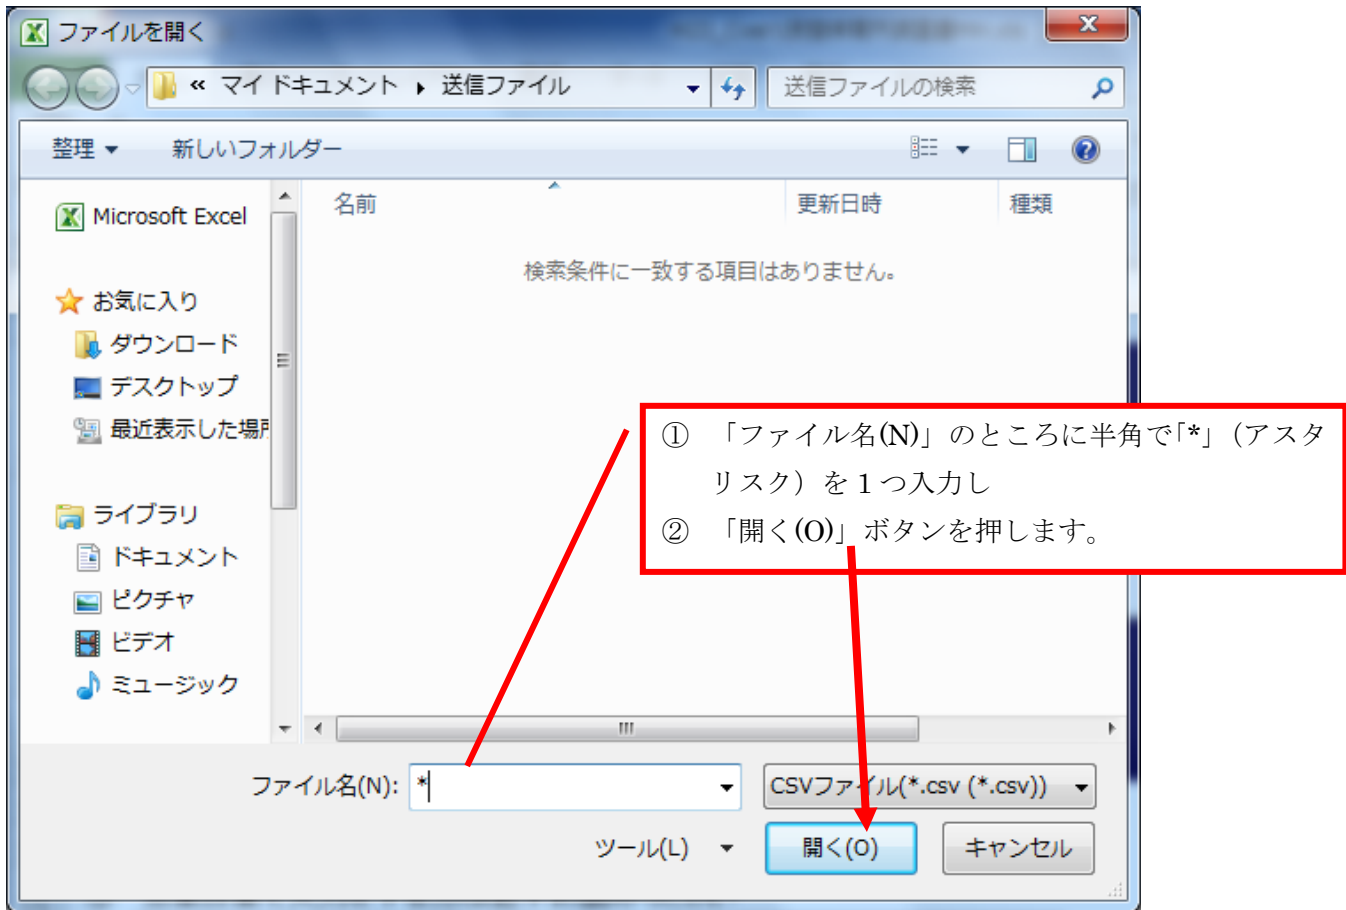 ファイルを開く
« マイ ドキュメント ▸ 送信ファイル
送信ファイルの検索
整理 ▼ 新しいフォルダー
Microsoft Excel
名前 更新日時 種類
検索条件に一致する項目はありません。
お気に入り
ダウンロード
デスクトップ
最近表示した場所
ライブラリ
ドキュメント
ピクチャ
ビデオ
ミュージック
① 「ファイル名(N)」のところに半角で「*」(アスタ
リスク）を１つ入力し
② 「開く(O)」ボタンを押します。
ファイル名(N): * CSVファイル(*.csv (*.csv))
ツール(L) ▼ 開く(O) キャンセル